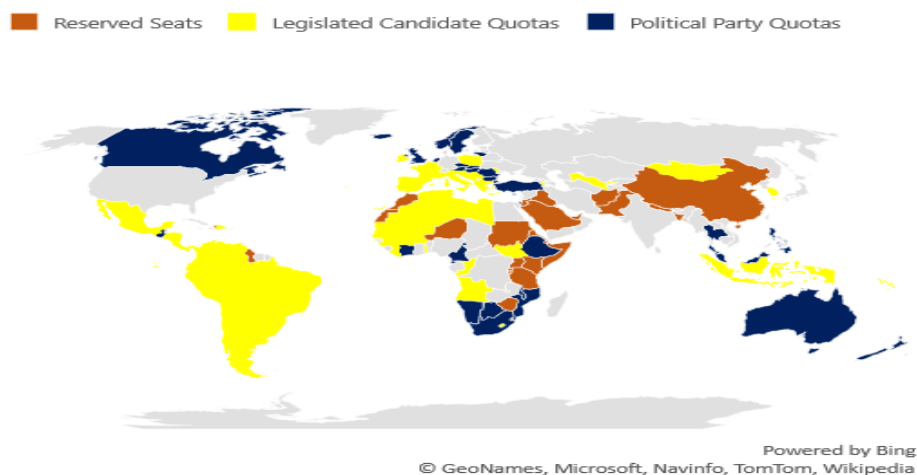 Reserved Seats Legislated Candidate Quotas Political Party Quotas
Powered by Bing
© GeoNames, Microsoft, Navinfo, TomTom, Wikipedia